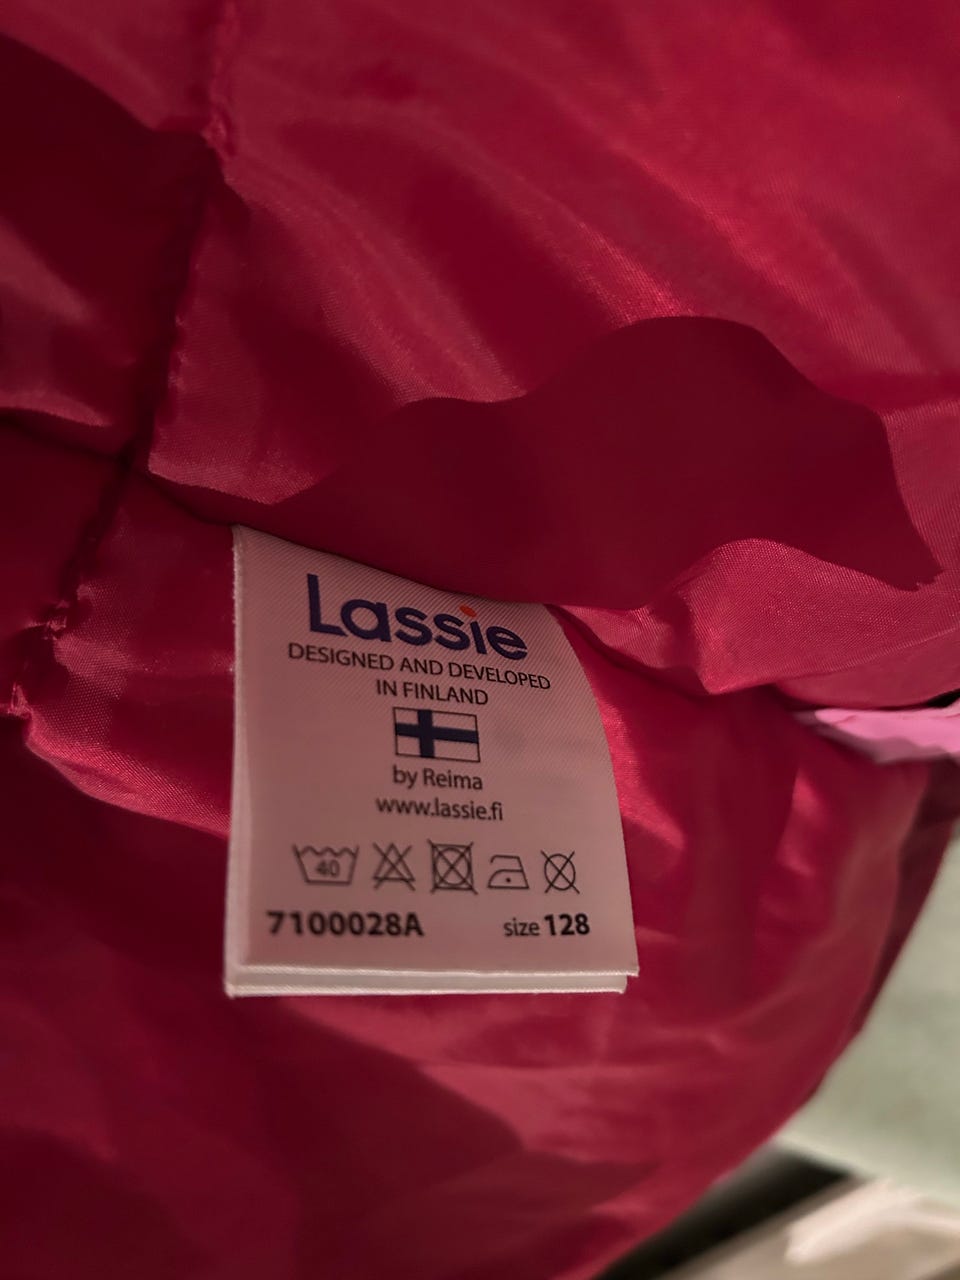 Lassie
DESIGNED AND DEVELOPED
IN FINLAND
by Reima
www.lassie.fi
40
7100028A size 128